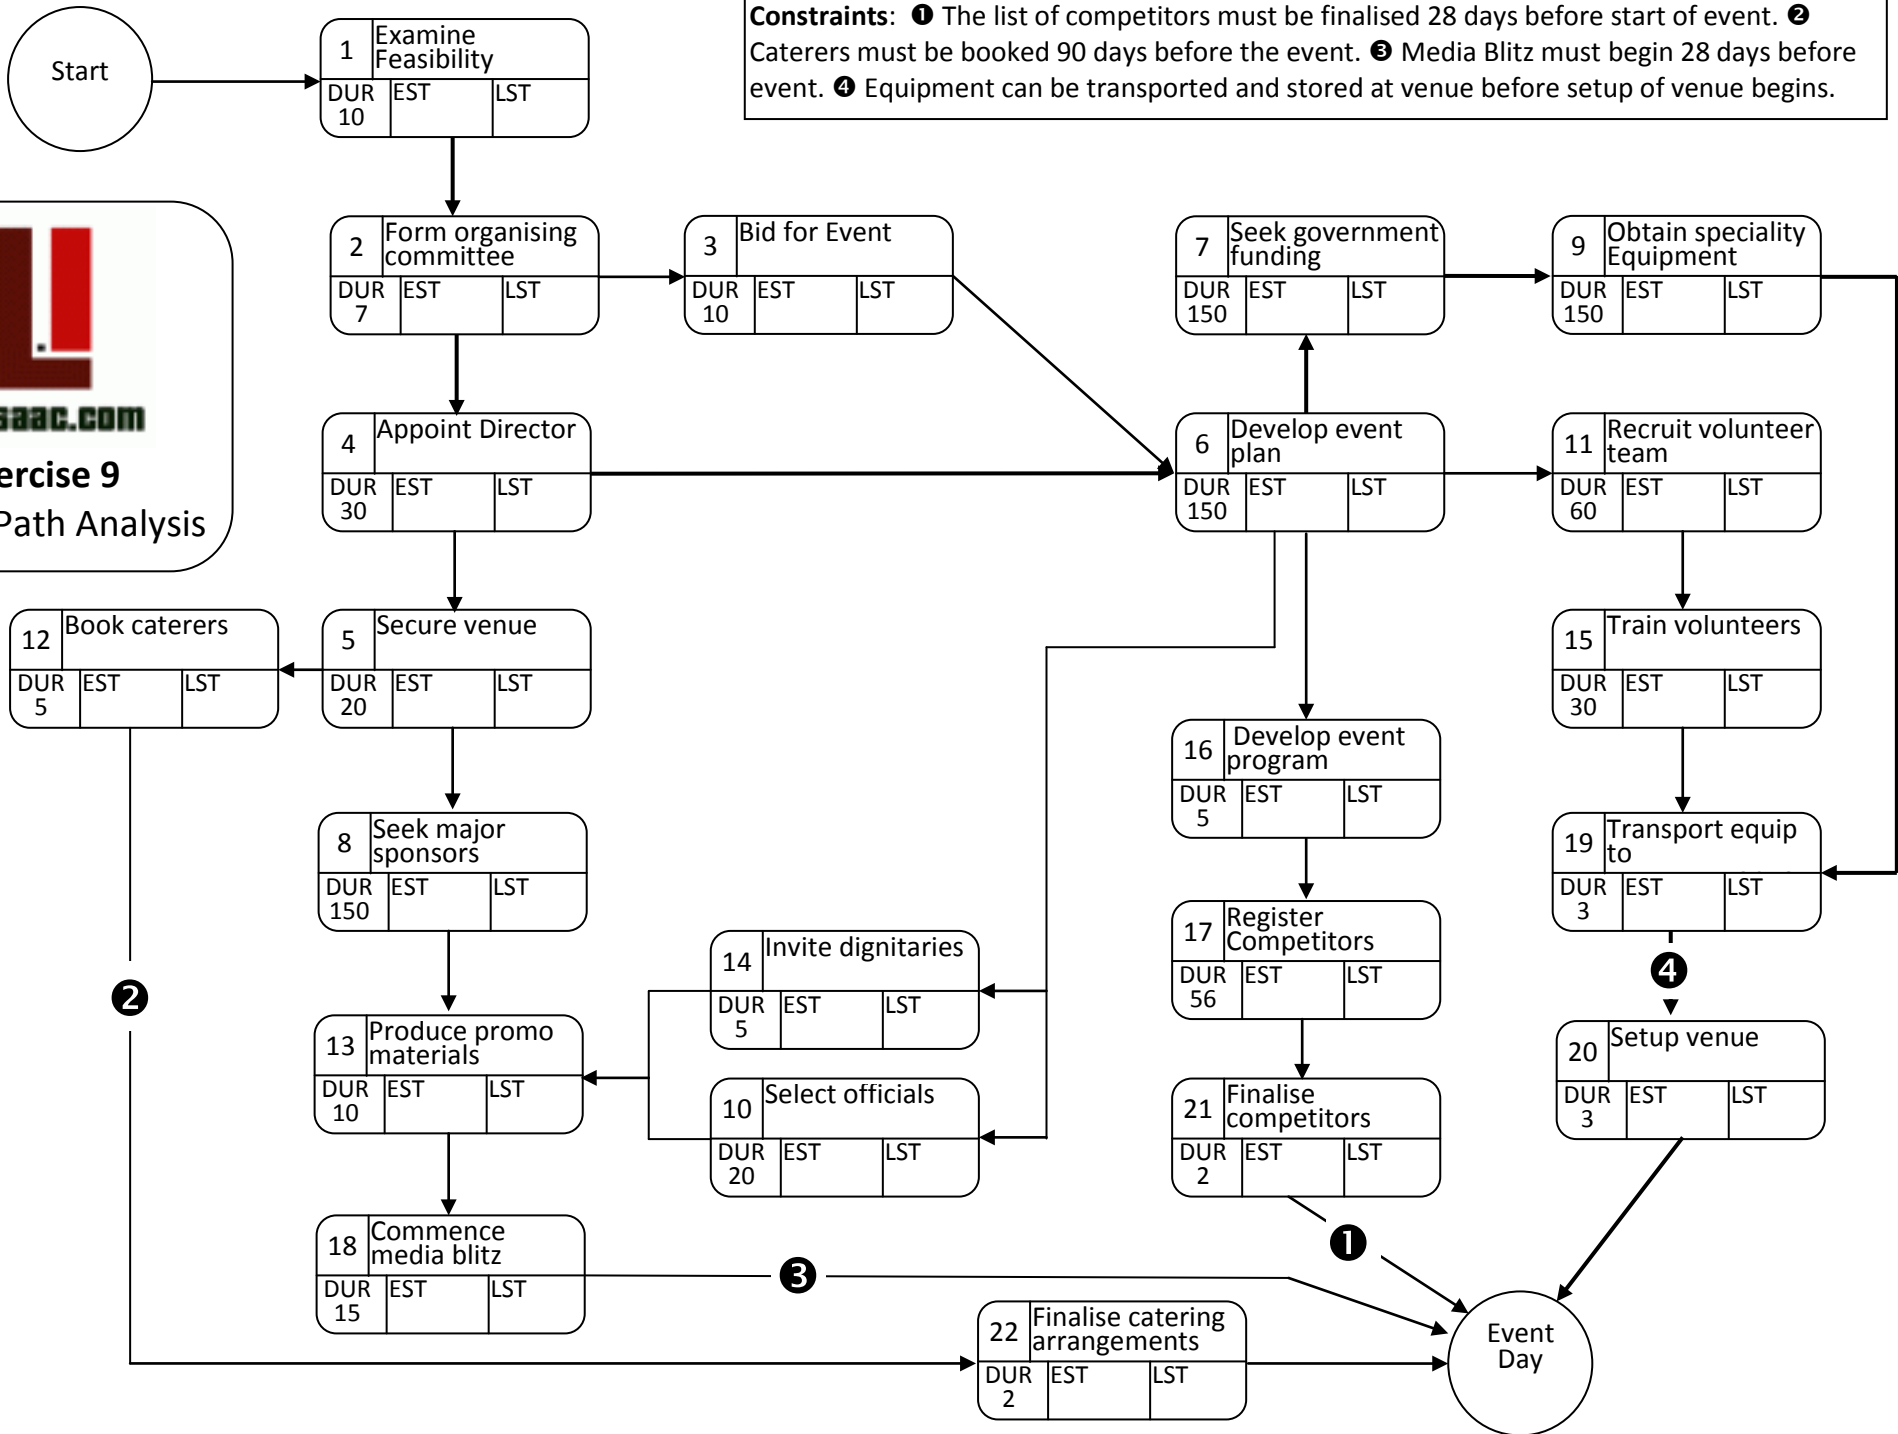 Constraints: ❶ The list of competitors must be finalised 28 days before start of event. ❷
Caterers must be booked 90 days before the event. ❸ Media Blitz must begin 28 days before
event. ❹ Equipment can be transported and stored at venue before setup of venue begins.
Start
1
Examine
Feasibility
DUR
10
EST
LST
2
Form organising
committee
DUR
7
EST
LST
3
Bid for Event
DUR
10
EST
LST
7
Seek government
funding
DUR
150
EST
LST
9
Obtain speciality
Equipment
DUR
150
EST
LST
saac.com
ercise 9
Path Analysis
4
Appoint Director
DUR
30
EST
LST
6
Develop event
plan
DUR
150
EST
LST
11
Recruit volunteer
team
DUR
60
EST
LST
12
Book caterers
DUR
5
EST
LST
5
Secure venue
DUR
20
EST
LST
15
Train volunteers
DUR
30
EST
LST
16
Develop event
program
DUR
5
EST
LST
8
Seek major
sponsors
DUR
150
EST
LST
19
Transport equip
to
DUR
3
EST
LST
17
Register
Competitors
DUR
56
EST
LST
14
Invite dignitaries
DUR
5
EST
LST
❷
❹
13
Produce promo
materials
DUR
10
EST
LST
20
Setup venue
DUR
3
EST
LST
10
Select officials
DUR
20
EST
LST
21
Finalise
competitors
DUR
2
EST
LST
18
Commence
media blitz
DUR
15
EST
LST
❸
❶
22
Finalise catering
arrangements
DUR
2
EST
LST
Event
Day